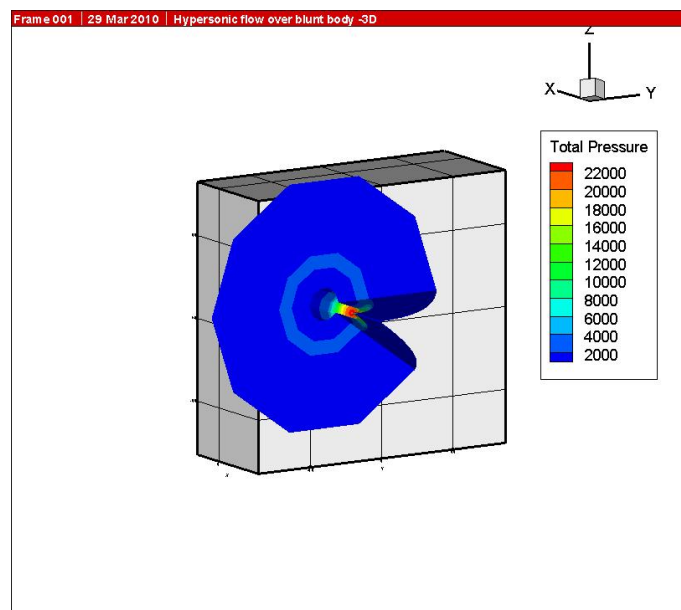 Frame 001 | 29 Mar 2010 | Hypersonic flow over blunt body -3D
Z
X
Y
Total Pressure
22000
20000
18000
16000
14000
12000
10000
8000
6000
4000
2000